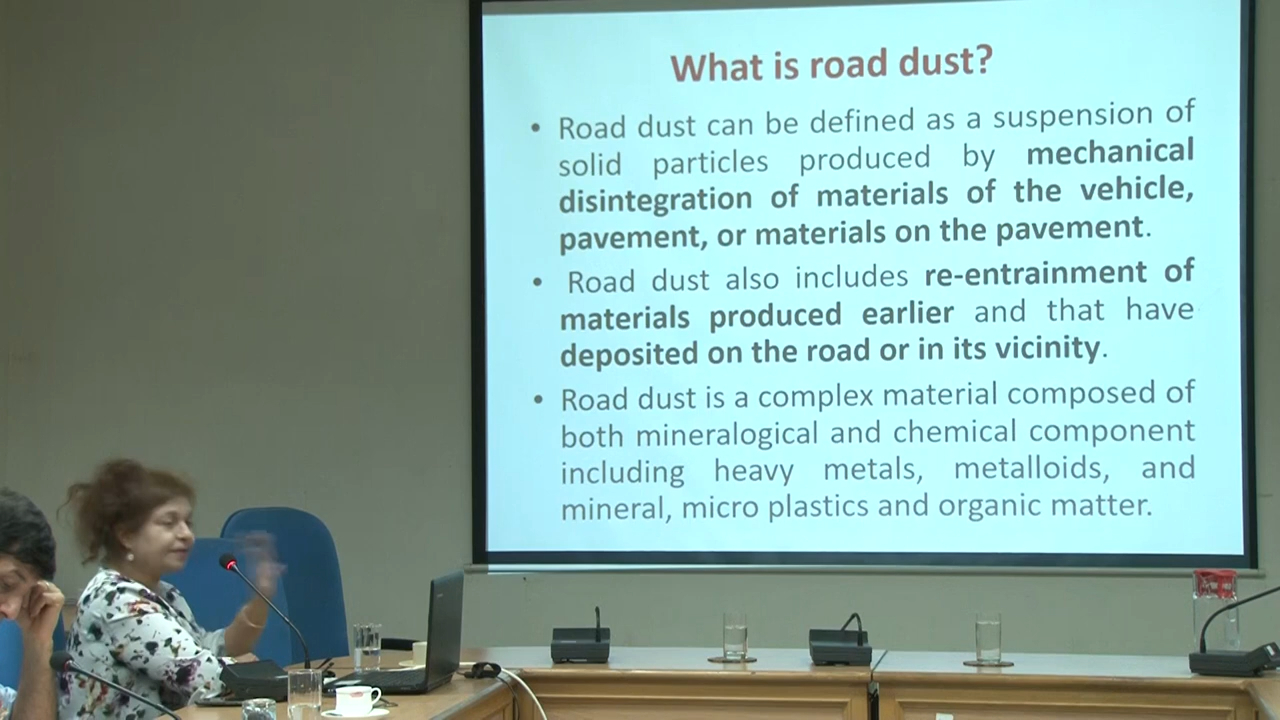 What is road dust?
• Road dust can be defined as a suspension of
solid particles produced by mechanical
disintegration of materials of the vehicle,
pavement, or materials on the pavement.
• Road dust also includes re-entrainment of
materials produced earlier and that have
deposited on the road or in its vicinity.
• Road dust is a complex material composed of
both mineralogical and chemical component
including heavy metals, metalloids, and
mineral, micro plastics and organic matter.